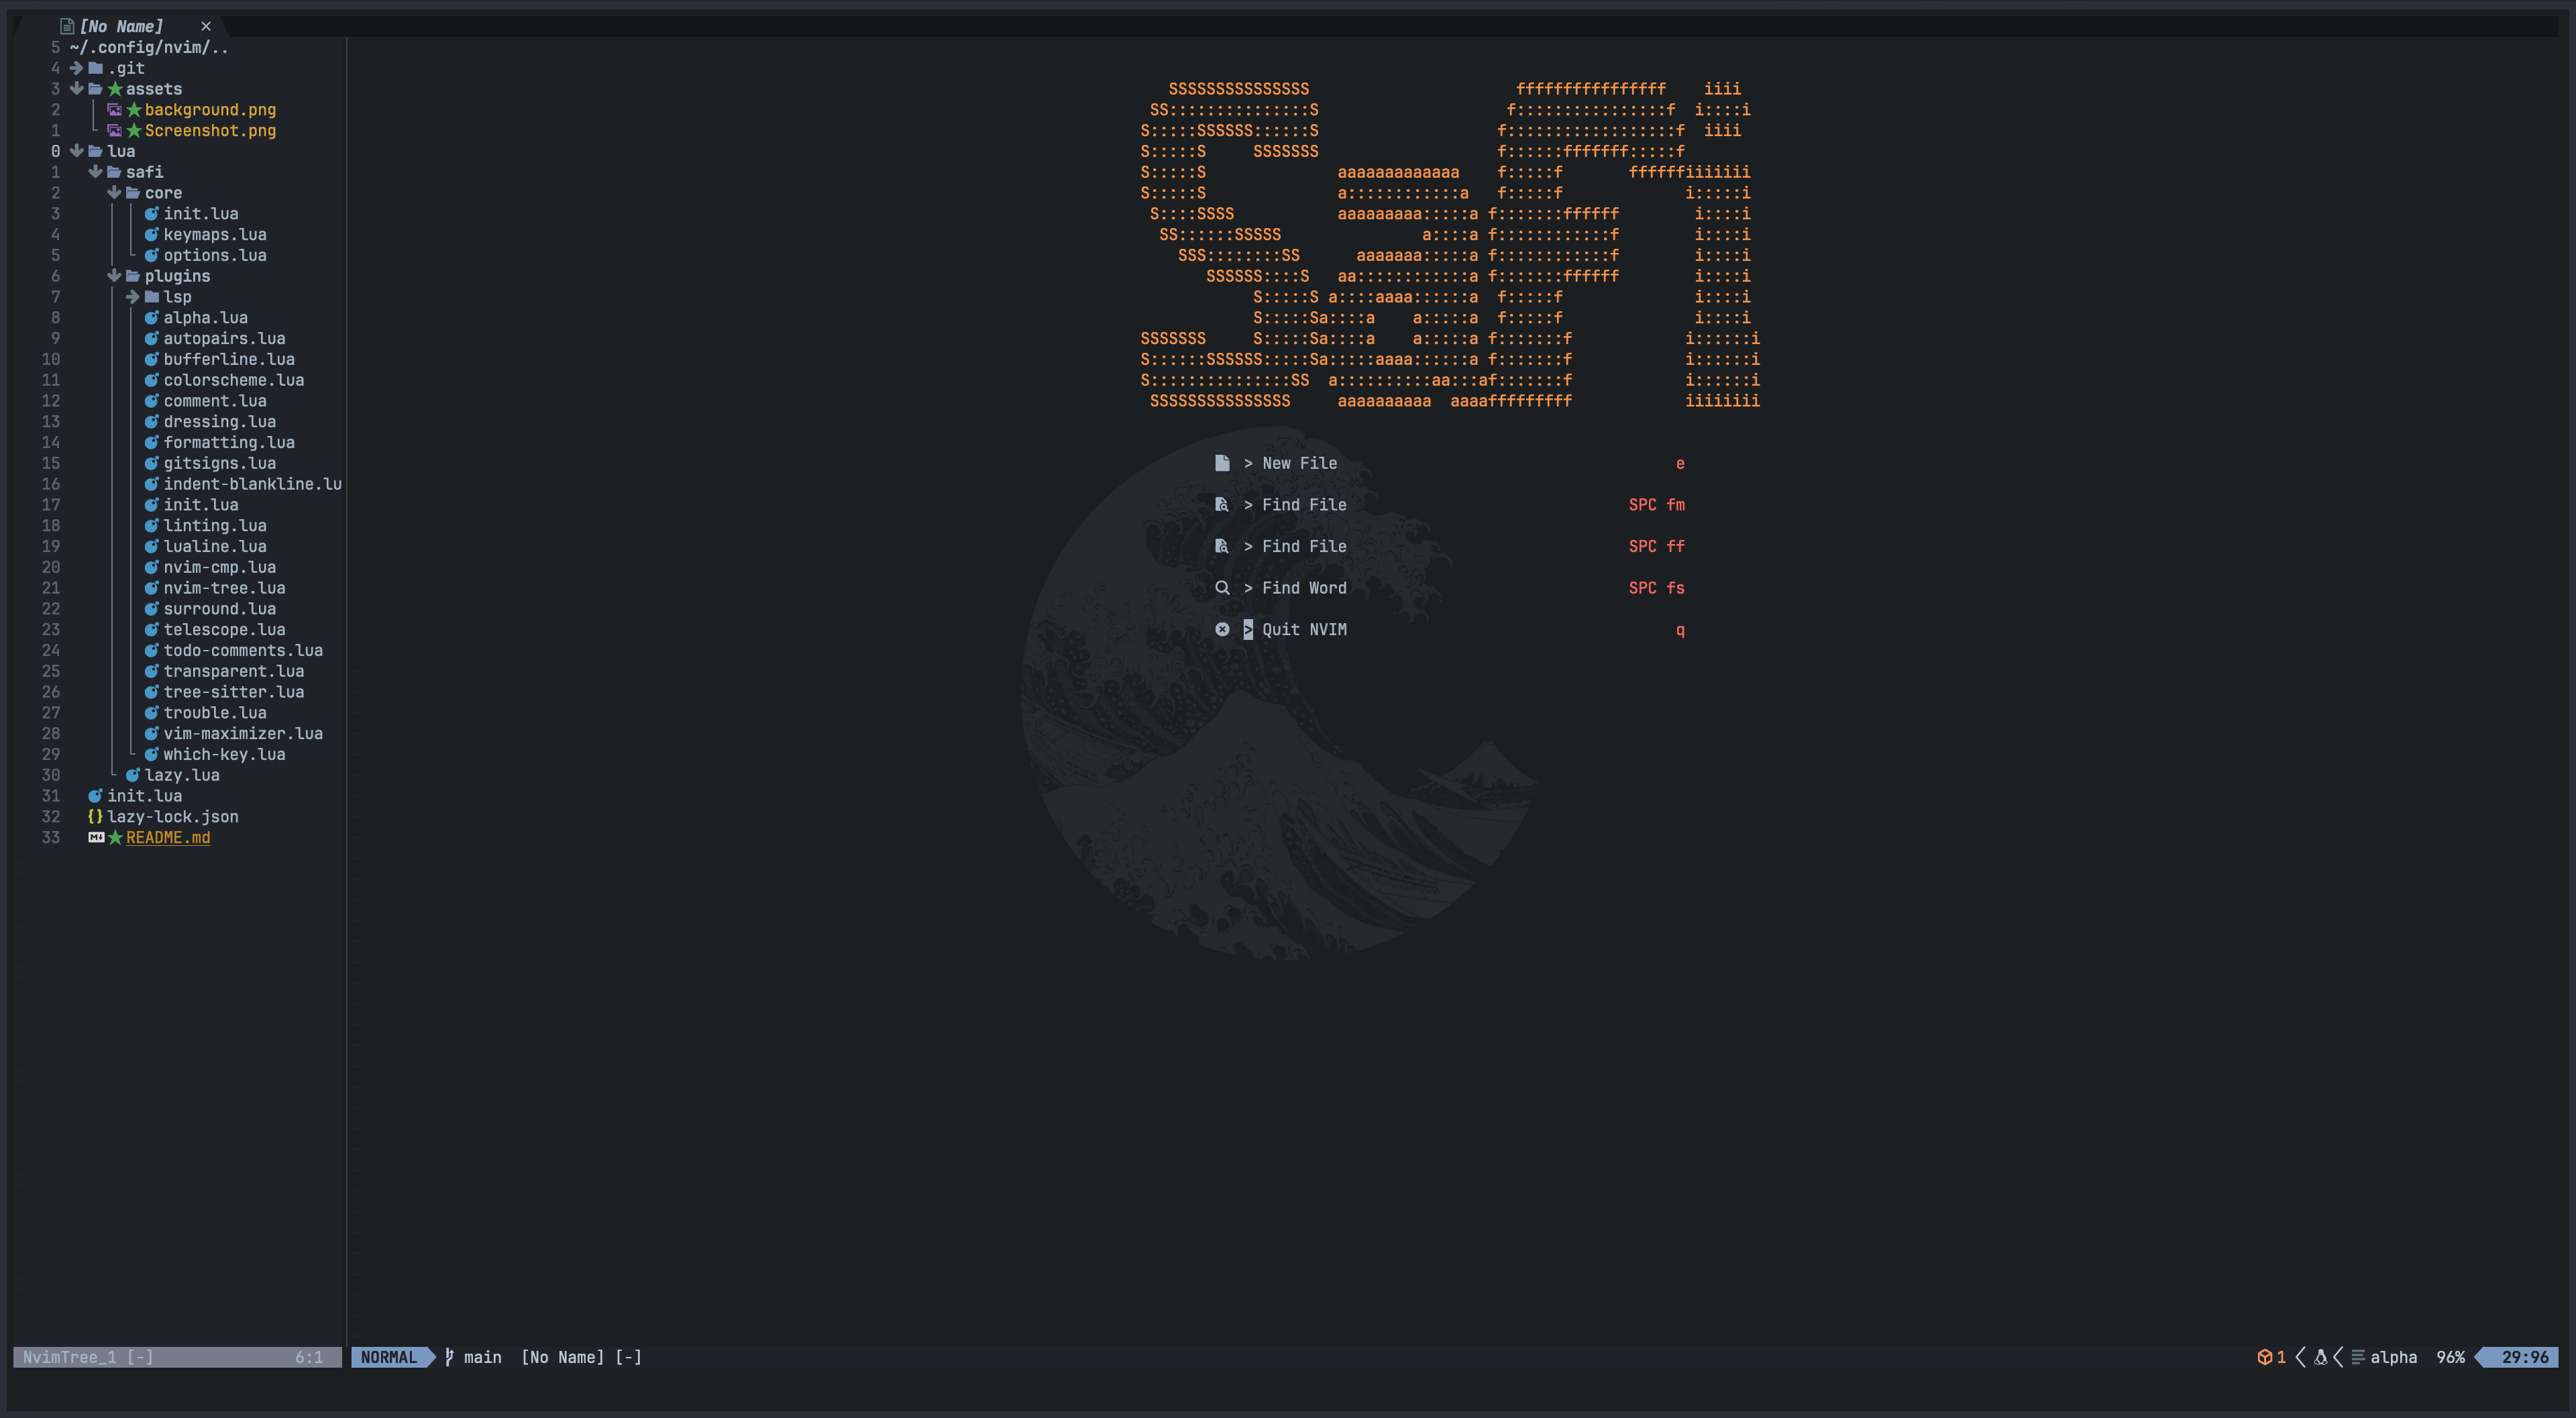 [No Name] ×
5 ~/.config/nvim/..
4 .git
3 assets
2 background.png
1 Screenshot.png
0 lua
1 safi
2 core
3 init.lua
4 keymaps.lua
5 options.lua
6 plugins
7 lsp
8 alpha.lua
9 autopairs.lua
10 bufferline.lua
11 colorscheme.lua
12 comment.lua
13 dressing.lua
14 formatting.lua
15 gitsigns.lua
16 indent-blankline.lu
17 init.lua
18 linting.lua
19 lualine.lua
20 nvim-cmp.lua
21 nvim-tree.lua
22 surround.lua
23 telescope.lua
24 todo-comments.lua
25 transparent.lua
26 tree-sitter.lua
27 trouble.lua
28 vim-maximizer.lua
29 which-key.lua
30 lazy.lua
31 init.lua
32 {} lazy-lock.json
33 README.md
SSSSSSSSSSSSSSS                      ffffffffffffffff    iiii
SS:::::::::::::::S                    f::::::::::::::::f  i::::i
S:::::SSSSSS::::::S                   f::::::::::::::::::f  iiii
S:::::S     SSSSSSS                   f::::::fffffff:::::f
S:::::S              aaaaaaaaaaaaa    f:::::f       ffffffiiiiiii
S:::::S              a::::::::::::a   f:::::f             i:::::i
S::::SSSS           aaaaaaaaa:::::a f:::::::ffffff        i::::i
SS::::::SSSSS               a::::a f::::::::::::f        i::::i
SSS::::::::SS      aaaaaaa:::::a f::::::::::::f        i::::i
SSSSSS::::S   aa::::::::::::a f:::::::ffffff        i::::i
S:::::S a::::aaaa::::::a  f:::::f              i::::i
S:::::Sa::::a    a:::::a  f:::::f              i::::i
SSSSSSS     S:::::Sa::::a    a:::::a f:::::::f            i::::::i
S::::::SSSSSS:::::Sa:::::aaaa::::::a f:::::::f            i::::::i
S:::::::::::::::SS  a::::::::::aa:::af:::::::f            i::::::i
SSSSSSSSSSSSSSS     aaaaaaaaaa  aaaafffffffff            iiiiiiii
> New File e
> Find File SPC fm
> Find File SPC ff
> Find Word SPC fs
> Quit NVIM q
NvimTree_1 [-] 6:1 NORMAL main [No Name] [-] 1 alpha 96% 29:96